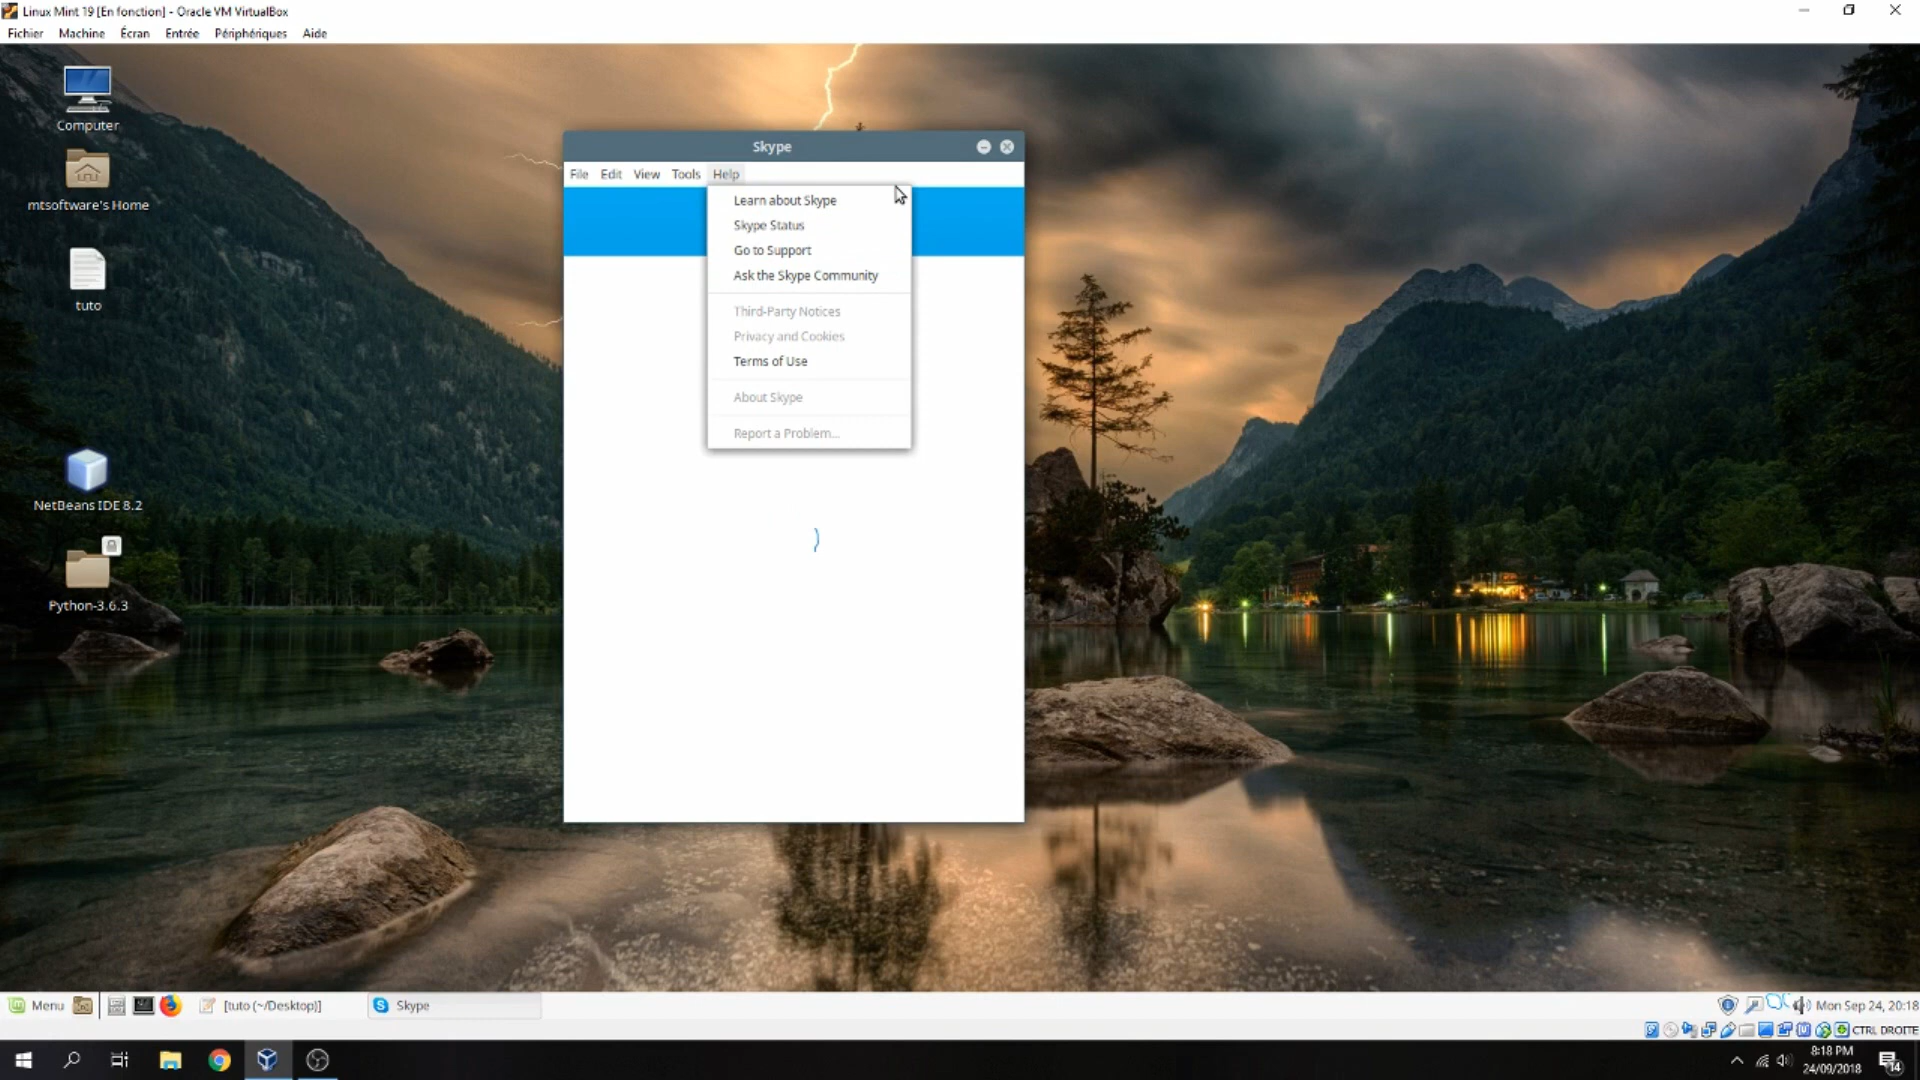 Linux Mint 19 [En fonction] - Oracle VM VirtualBox
Fichier Machine Écran Entrée Périphériques Aide
Computer
mtsoftware's Home
tuto
NetBeans IDE 8.2
Python-3.6.3
Skype
File Edit View Tools Help
Learn about Skype
Skype Status
Go to Support
Ask the Skype Community
Third-Party Notices
Privacy and Cookies
Terms of Use
About Skype
Report a Problem...
Menu [tuto (~/Desktop)] Skype Mon Sep 24, 20:18
CTRL DROITE
8:18 PM
24/09/2018
14